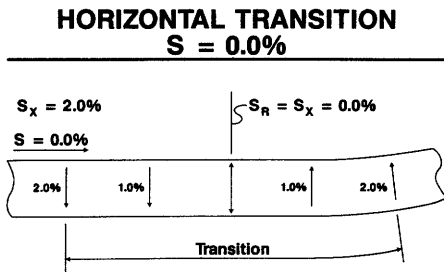 HORIZONTAL TRANSITION
S = 0.0%
S_X = 2.0%
S_R = S_X = 0.0%
S = 0.0%
2.0% 1.0% 1.0% 2.0%
Transition